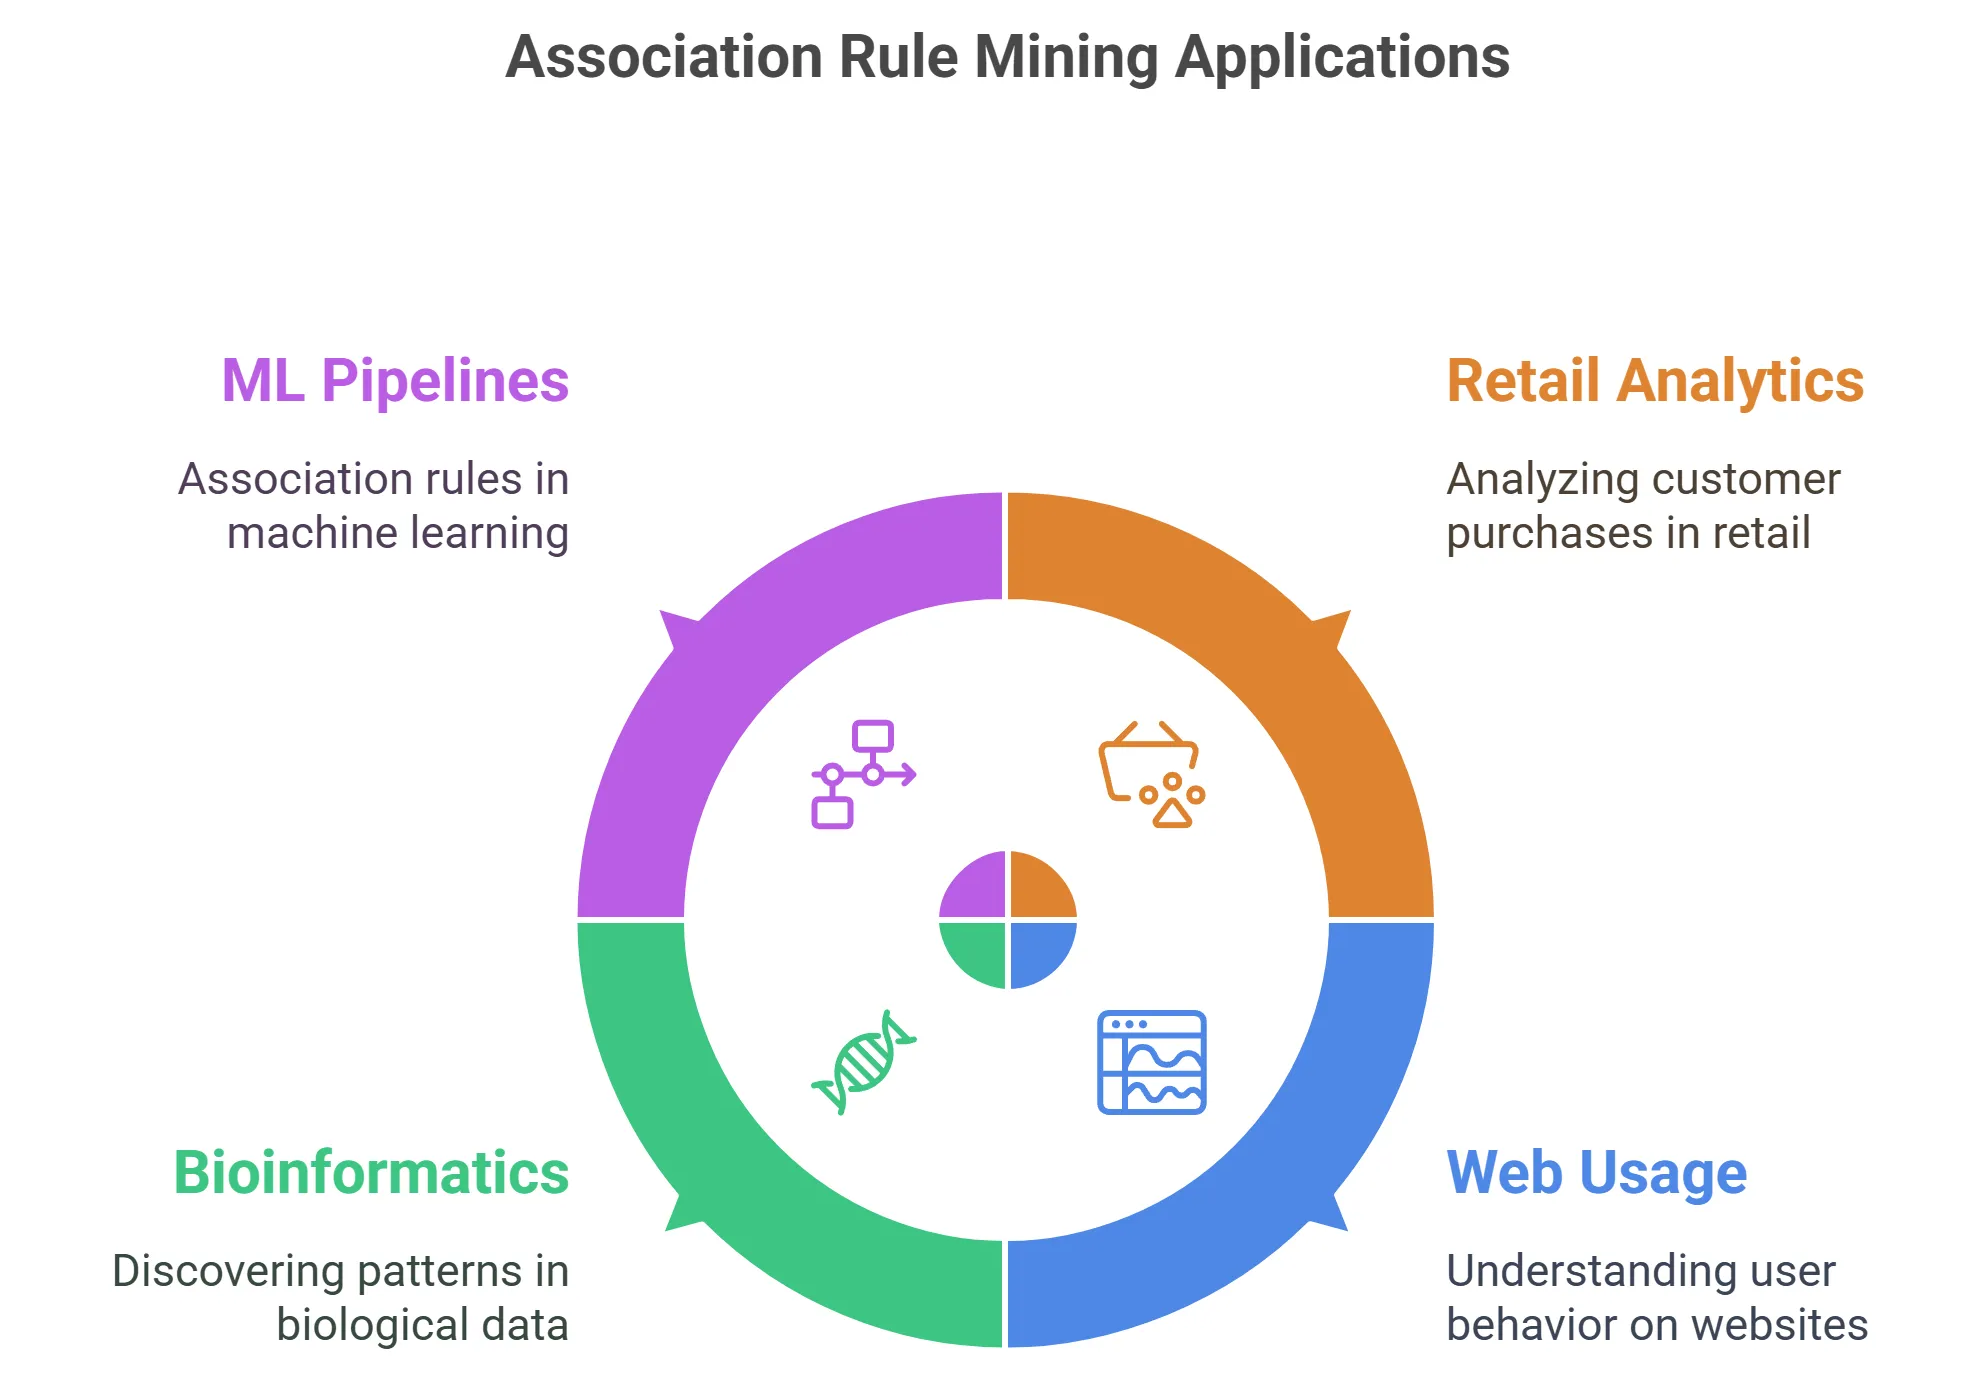 Association Rule Mining Applications
ML Pipelines
Association rules in
machine learning
Retail Analytics
Analyzing customer
purchases in retail
Bioinformatics
Discovering patterns in
biological data
Web Usage
Understanding user
behavior on websites